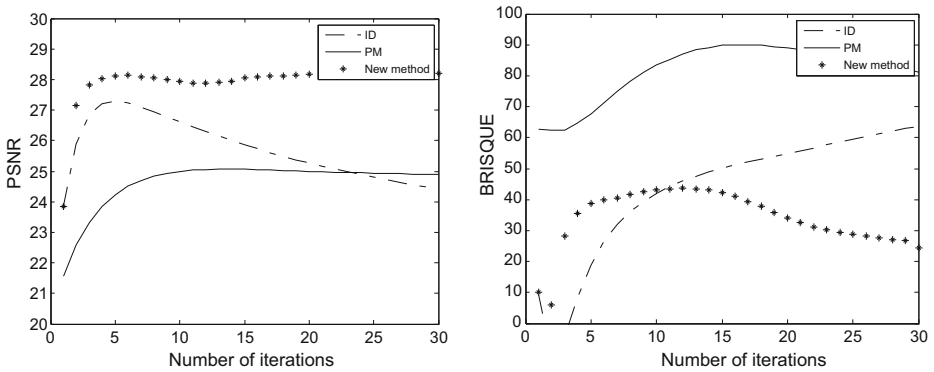 30
29
28
27
26
25
24
23
22
21
20
PSNR
0 5 10 15 20 25 30
Number of iterations
ID
PM
New method
100
90
80
70
60
50
40
30
20
10
0
BRISQUE
0 5 10 15 20 25 30
Number of iterations
ID
PM
New method